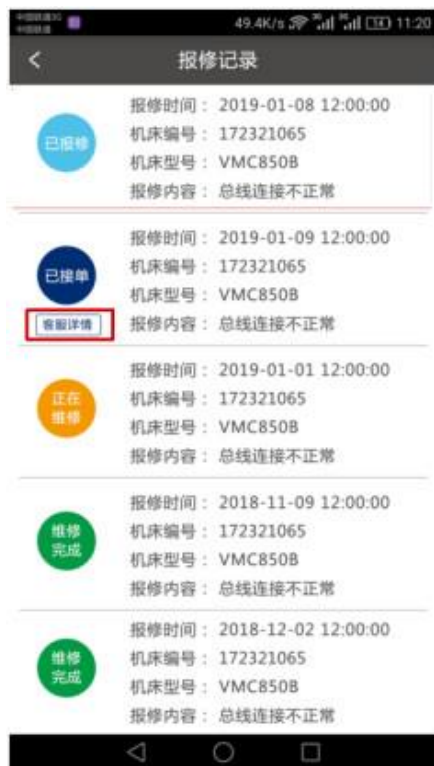 49.4K/s 3G 3G 54 11:20
报修记录
已报修
报修时间： 2019-01-08 12:00:00
机床编号： 172321065
机床型号： VMC850B
报修内容： 总线连接不正常
已接单
客服详情
报修时间： 2019-01-09 12:00:00
机床编号： 172321065
机床型号： VMC850B
报修内容： 总线连接不正常
正在
维修
报修时间： 2019-01-01 12:00:00
机床编号： 172321065
机床型号： VMC850B
报修内容： 总线连接不正常
维修
完成
报修时间： 2018-11-09 12:00:00
机床编号： 172321065
机床型号： VMC850B
报修内容： 总线连接不正常
维修
完成
报修时间： 2018-12-02 12:00:00
机床编号： 172321065
机床型号： VMC850B
报修内容： 总线连接不正常